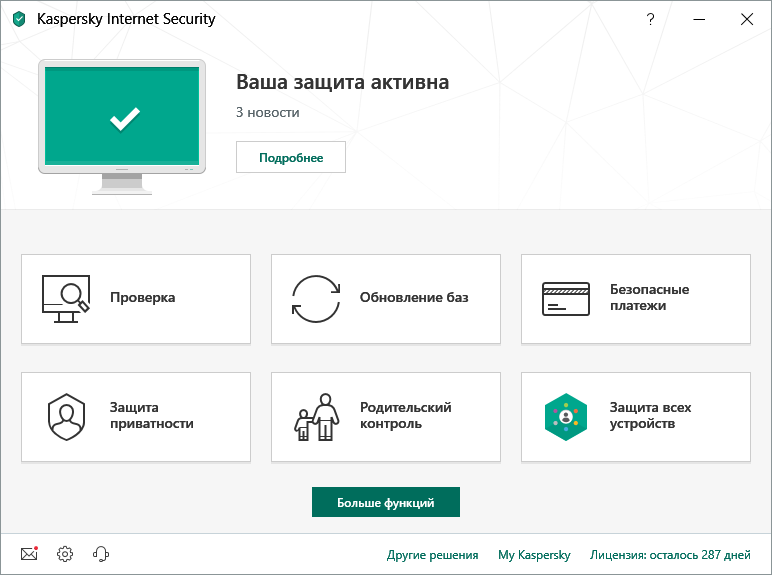 Kaspersky Internet Security
?
Ваша защита активна
3 новости
Подробнее
Проверка
Обновление баз
Безопасные
платежи
Защита
приватности
Родительский
контроль
Защита всех
устройств
Больше функций
Другие решения
My Kaspersky
Лицензия: осталось 287 дней